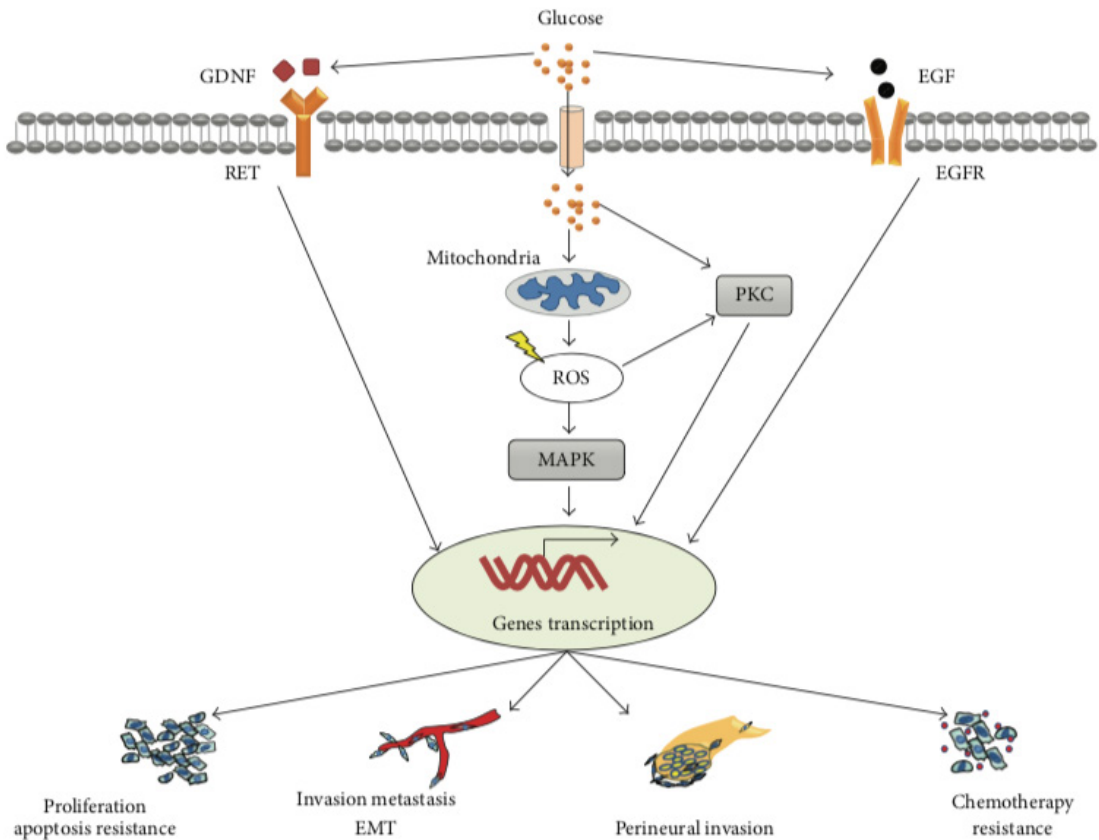 Glucose
GDNF
EGF
RET
EGFR
Mitochondria
PKC
ROS
MAPK
Genes transcription
Proliferation
apoptosis resistance
Invasion metastasis
EMT
Perineural invasion
Chemotherapy
resistance